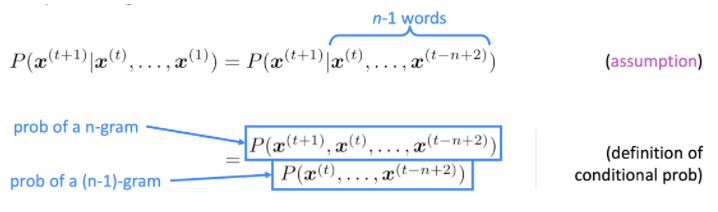 n-1 words
P(x^{(t+1)}|x^{(t)}, . . . , x^{(1)}) = P(x^{(t+1)}|x^{(t)}, . . . , x^{(t−n+2)}) (assumption)
prob of a n-gram
= P(x^{(t+1)}, x^{(t)}, . . . , x^{(t−n+2)})
P(x^{(t)}, . . . , x^{(t−n+2)})
prob of a (n-1)-gram
(definition of
conditional prob)